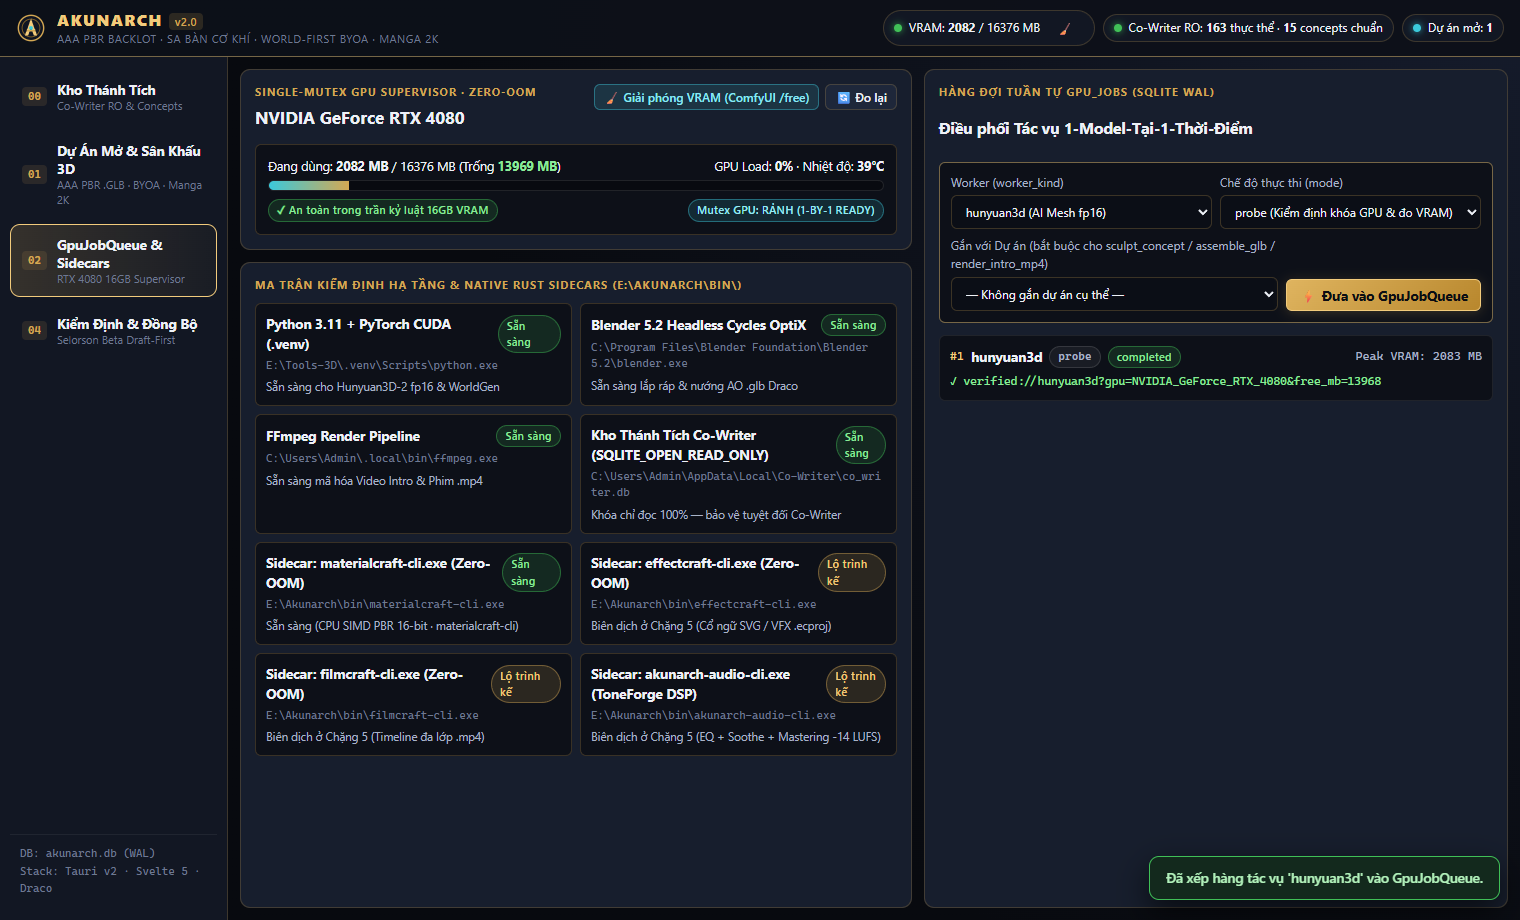 AKUNARCH v2.0
AAA PBR BACKLOT · SA BÀN CƠ KHÍ · WORLD-FIRST BYOA · MANGA 2K
VRAM: 2082 / 16376 MB
Co-Writer RO: 163 thực thể · 15 concepts chuẩn
Dự án mở: 1
00
Kho Thánh Tích
Co-Writer RO & Concepts
01
Dự Án Mở & Sân Khấu
3D
AAA PBR .GLB · BYOA · Manga
2K
02
GpuJobQueue &
Sidecars
RTX 4080 16GB Supervisor
04
Kiểm Định & Đồng Bộ
Selorson Beta Draft-First
DB: akunarch.db (WAL)
Stack: Tauri v2 · Svelte 5 ·
Draco
SINGLE-MUTEX GPU SUPERVISOR · ZERO-OOM
NVIDIA GeForce RTX 4080
Giải phóng VRAM (ComfyUI /free)
Đo lại
Đang dùng: 2082 MB / 16376 MB (Trống 13969 MB)
GPU Load: 0% · Nhiệt độ: 39°C
✓ An toàn trong trần kỷ luật 16GB VRAM
Mutex GPU: RẢNH (1-BY-1 READY)
MA TRẬN KIỂM ĐỊNH HẠ TẦNG & NATIVE RUST SIDECARS (E:\AKUNARCH\BIN\)
Python 3.11 + PyTorch CUDA
(.venv)
Sẵn
sàng
E:\Tools-3D\.venv\Scripts\python.exe
Sẵn sàng cho Hunyuan3D-2 fp16 & WorldGen
Blender 5.2 Headless Cycles OptiX
Sẵn sàng
C:\Program Files\Blender Foundation\Blender
5.2\blender.exe
Sẵn sàng lắp ráp & nướng AO .glb Draco
FFmpeg Render Pipeline
Sẵn sàng
C:\Users\Admin\.local\bin\ffmpeg.exe
Sẵn sàng mã hóa Video Intro & Phim .mp4
Kho Thánh Tích Co-Writer
(SQLITE_OPEN_READ_ONLY)
Sẵn
sàng
C:\Users\Admin\AppData\Local\Co-Writer\co_wri
ter.db
Khóa chỉ đọc 100% — bảo vệ tuyệt đối Co-Writer
Sidecar: materialcraft-cli.exe (Zero-
OOM)
Sẵn
sàng
E:\Akunarch\bin\materialcraft-cli.exe
Sẵn sàng (CPU SIMD PBR 16-bit · materialcraft-cli)
Sidecar: effectcraft-cli.exe (Zero-
OOM)
Lộ trình
kế
E:\Akunarch\bin\effectcraft-cli.exe
Biên dịch ở Chặng 5 (Cổ ngữ SVG / VFX .ecproj)
Sidecar: filmcraft-cli.exe (Zero-
OOM)
Lộ trình
kế
E:\Akunarch\bin\filmcraft-cli.exe
Biên dịch ở Chặng 5 (Timeline đa lớp .mp4)
Sidecar: akunarch-audio-cli.exe
(ToneForge DSP)
Lộ trình
kế
E:\Akunarch\bin\akunarch-audio-cli.exe
Biên dịch ở Chặng 5 (EQ + Soothe + Mastering -14 LUFS)
HÀNG ĐỢI TUẦN TỰ GPU_JOBS (SQLITE WAL)
Điều phối Tác vụ 1-Model-Tại-1-Thời-Điểm
Worker (worker_kind)
Chế độ thực thi (mode)
hunyuan3d (AI Mesh fp16)
probe (Kiểm định khóa GPU & đo VRAM)
Gắn với Dự án (bắt buộc cho sculpt_concept / assemble_glb /
render_intro_mp4)
— Không gắn dự án cụ thể —
Đưa vào GpuJobQueue
#1 hunyuan3d probe completed
Peak VRAM: 2083 MB
✓ verified://hunyuan3d?gpu=NVIDIA_GeForce_RTX_4080&free_mb=13968
Đã xếp hàng tác vụ 'hunyuan3d' vào GpuJobQueue.